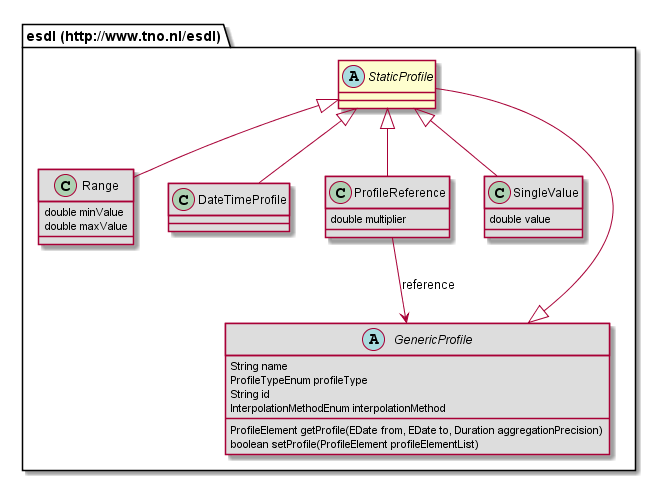 esdl (http://www.tno.nl/esdl)
A StaticProfile
C Range
double minValue
double maxValue
C DateTimeProfile
C ProfileReference
double multiplier
C SingleValue
double value
reference
A GenericProfile
String name
ProfileTypeEnum profileType
String id
InterpolationMethodEnum interpolationMethod
ProfileElement getProfile(EDate from, EDate to, Duration aggregationPrecision)
boolean setProfile(ProfileElement profileElementList)